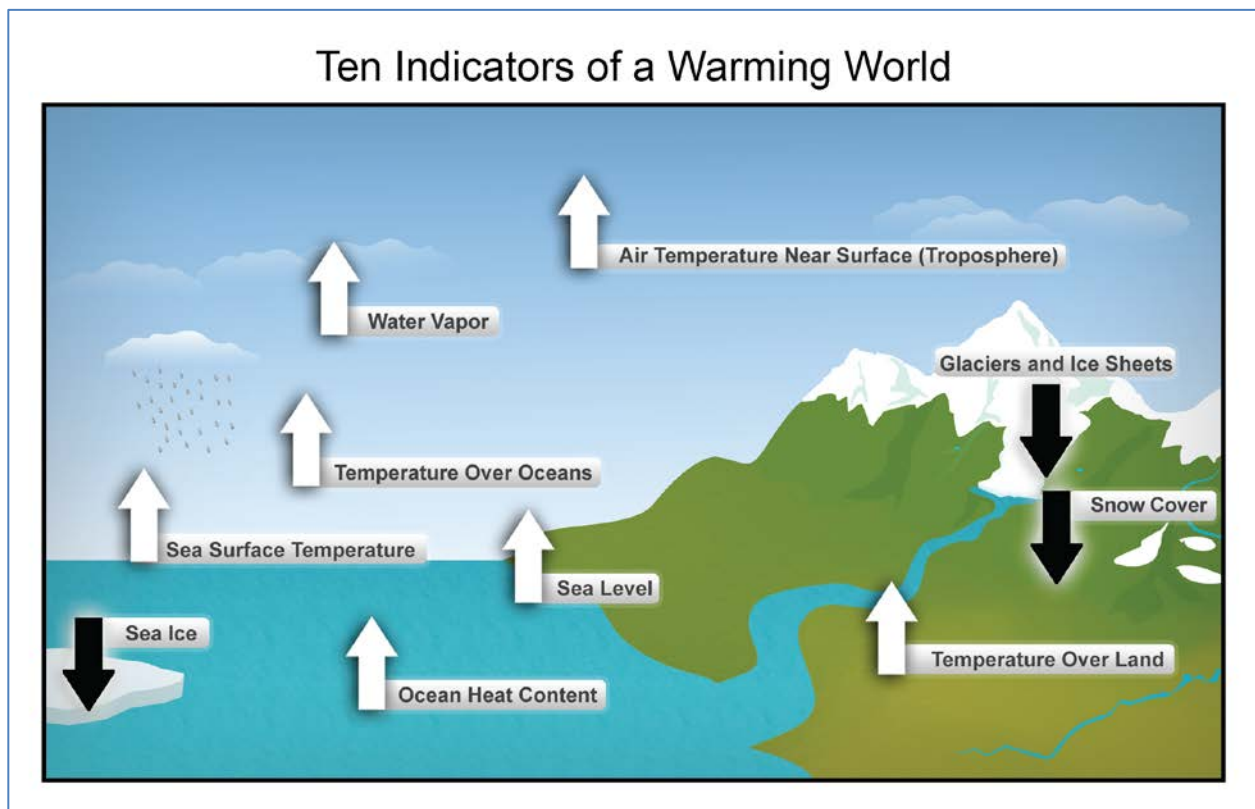 Ten Indicators of a Warming World
Air Temperature Near Surface (Troposphere)
Water Vapor
Glaciers and Ice Sheets
Temperature Over Oceans
Snow Cover
Sea Surface Temperature
Sea Level
Sea Ice
Temperature Over Land
Ocean Heat Content